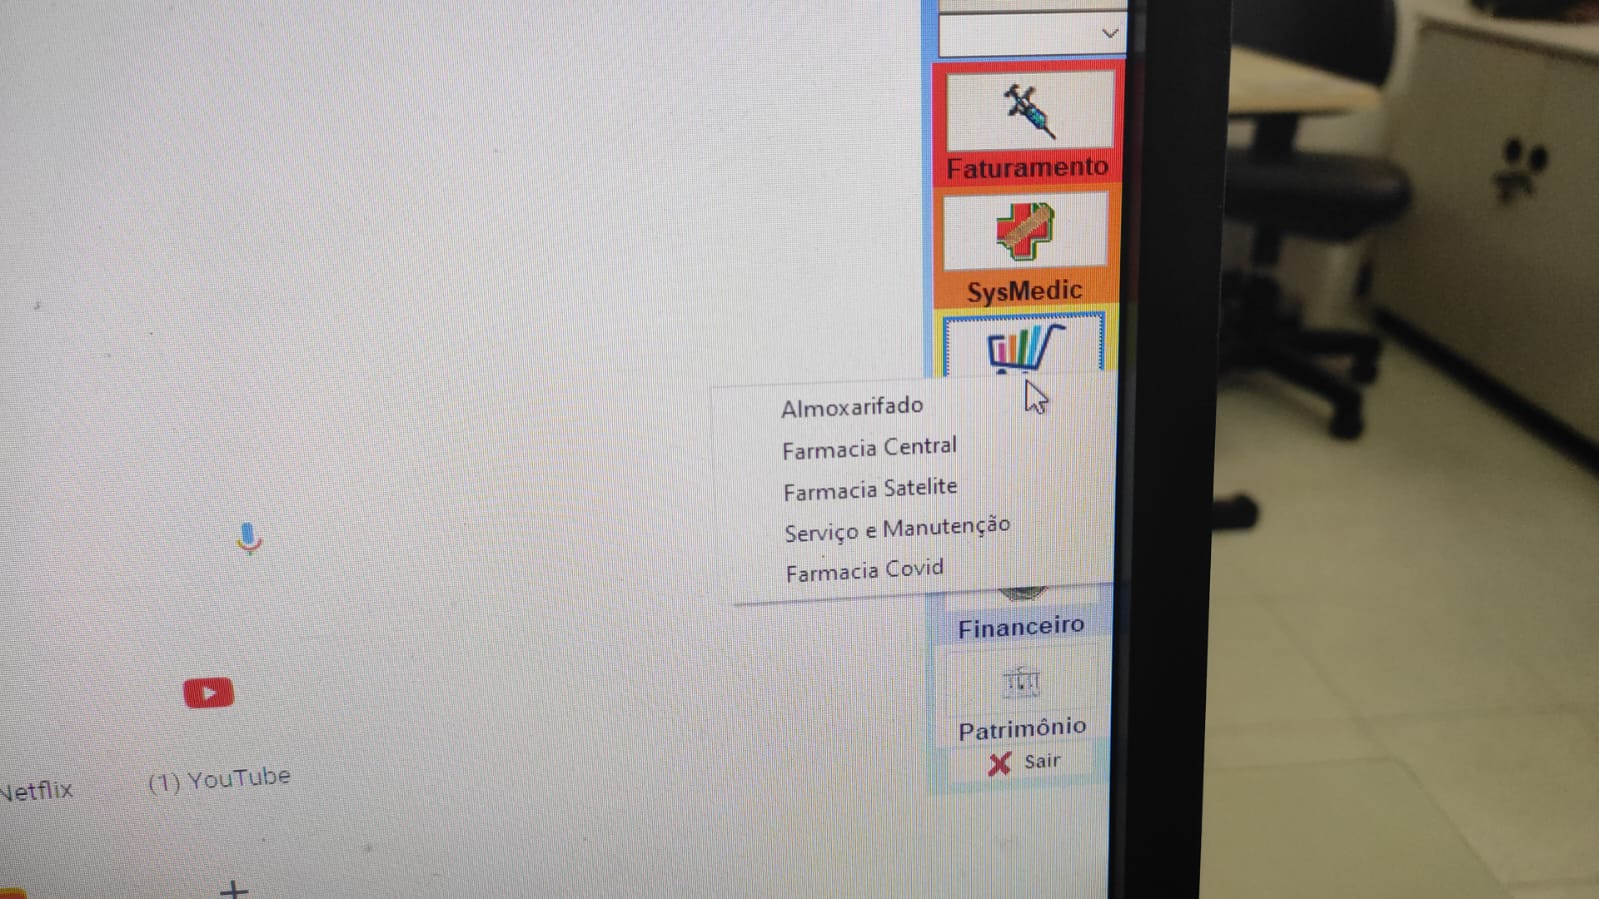 Faturamento
SysMedic
Almoxarifado
Farmacia Central
Farmacia Satelite
Serviço e Manutenção
Farmacia Covid
Financeiro
Patrimônio
Sair
Netflix
(1) YouTube